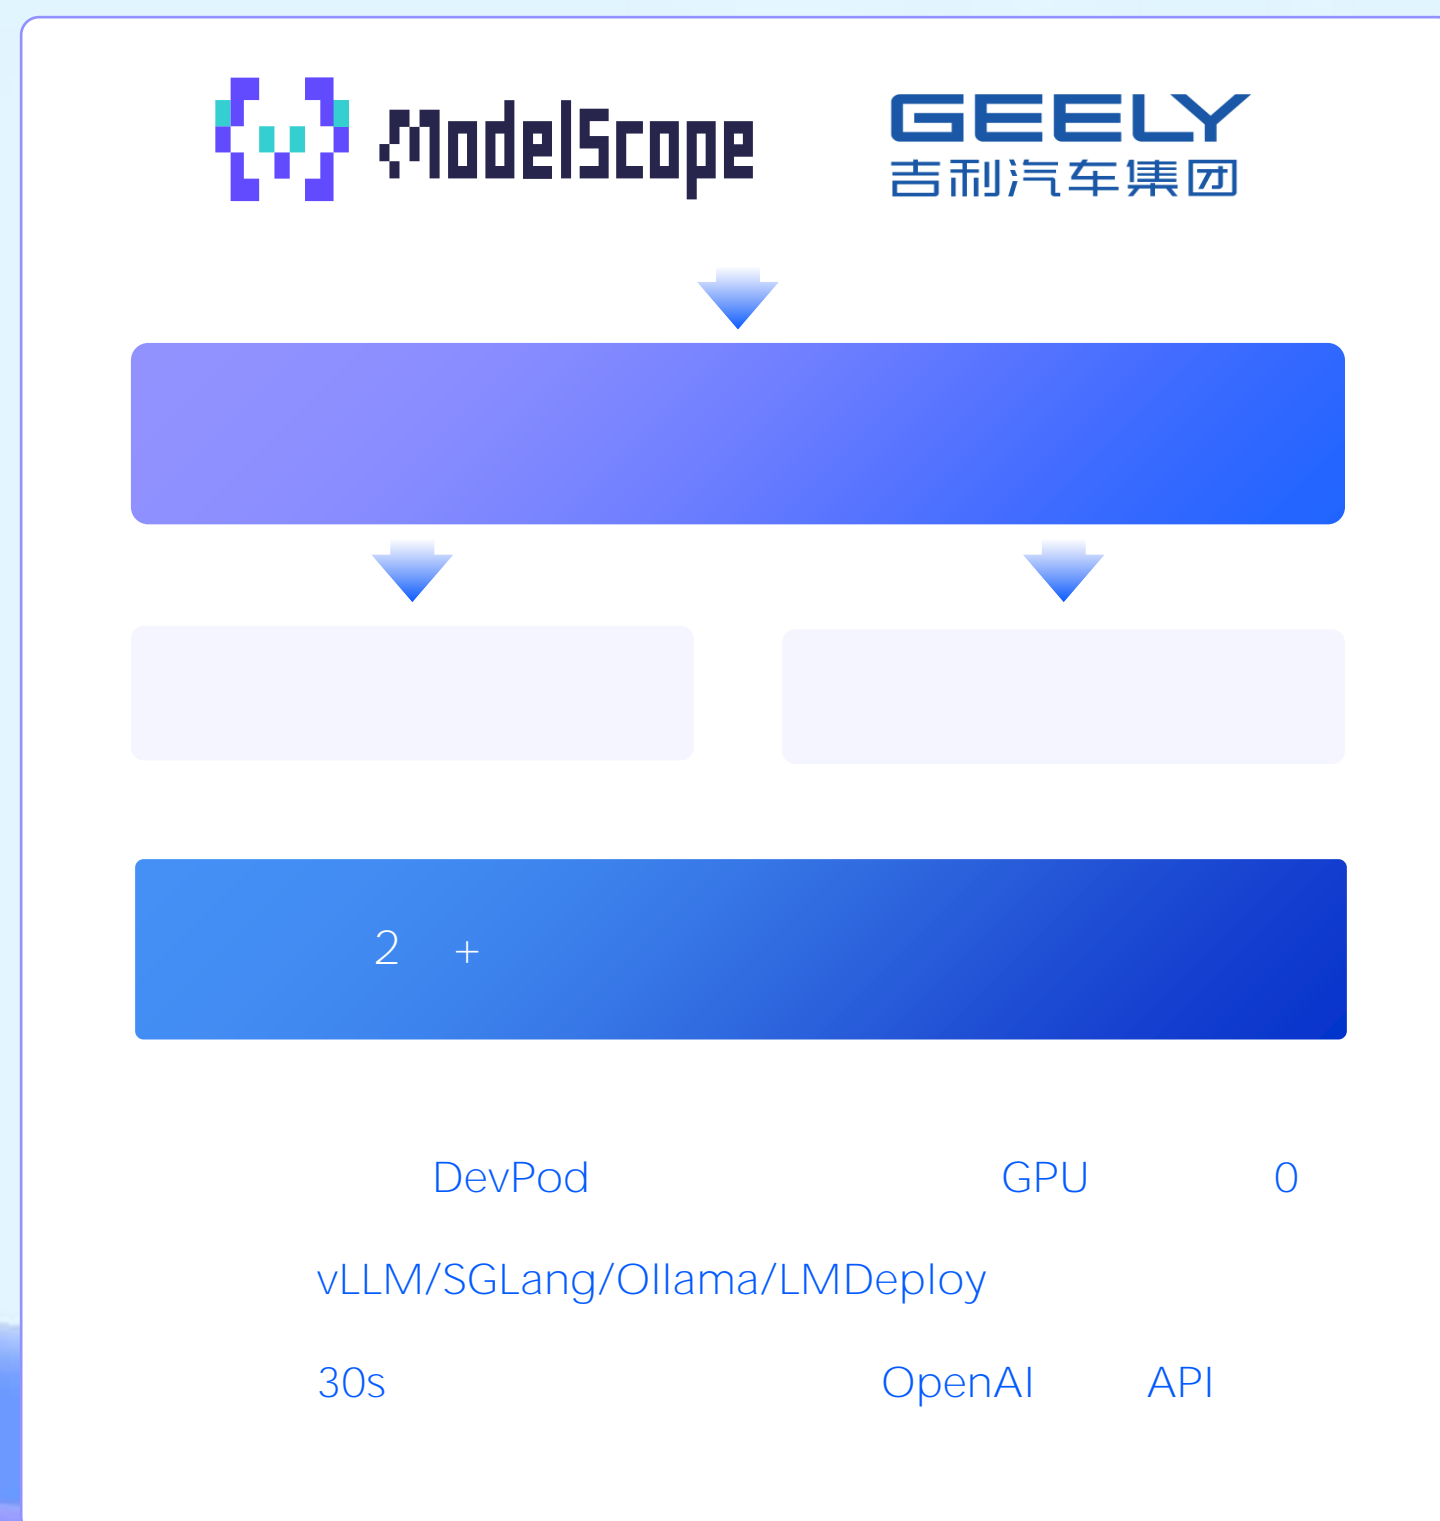 ModelScope
GEELY
吉利汽车集团
2 +
DevPod GPU 0
vLLM/SGLang/Ollama/LMDeploy
30s OpenAI API